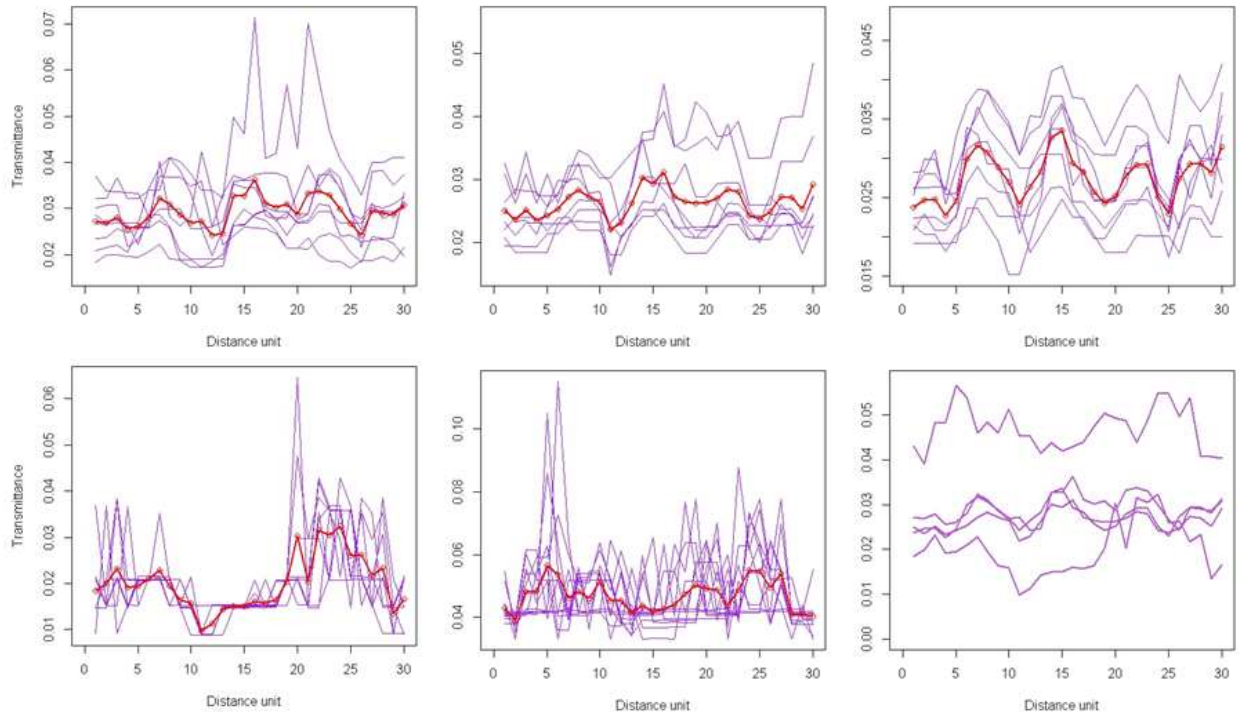 Transmittance
0.02 0.03 0.04 0.05 0.06 0.07
0 5 10 15 20 25 30
Distance unit
0.02 0.03 0.04 0.05
0 5 10 15 20 25 30
Distance unit
0.015 0.025 0.035 0.045
0 5 10 15 20 25 30
Distance unit
Transmittance
0.01 0.02 0.03 0.04 0.05 0.06
0 5 10 15 20 25 30
Distance unit
0.04 0.06 0.08 0.10
0 5 10 15 20 25 30
Distance unit
0.00 0.01 0.02 0.03 0.04 0.05
0 5 10 15 20 25 30
Distance unit